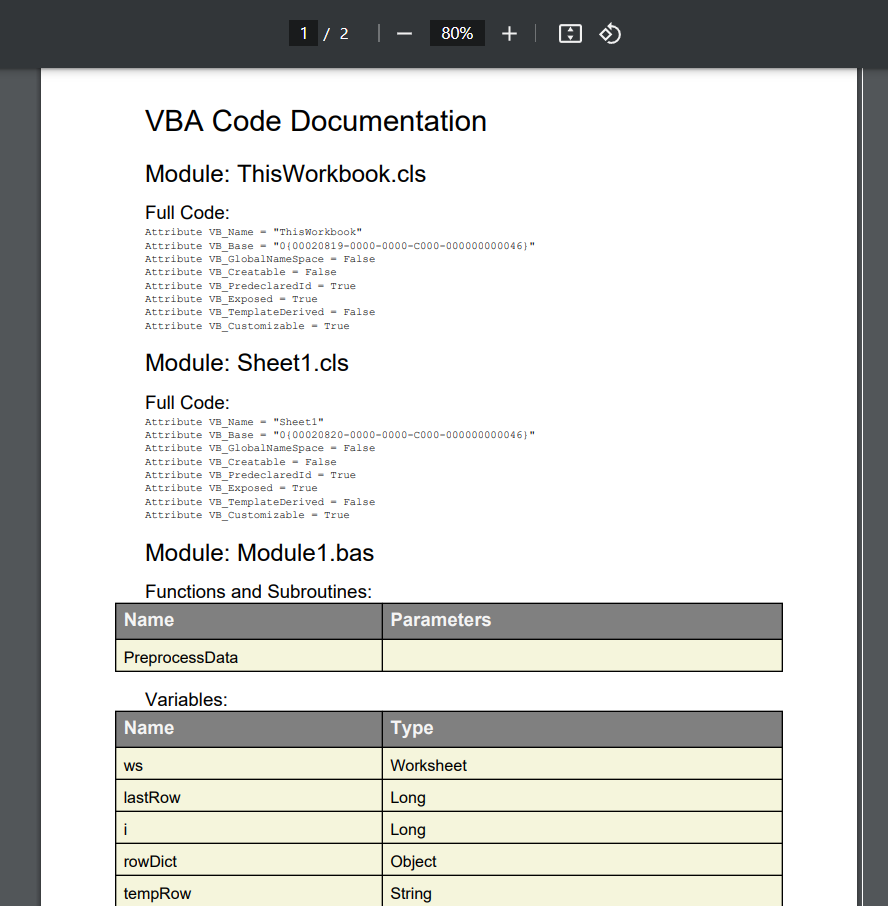 1 / 2 80%
VBA Code Documentation
Module: ThisWorkbook.cls
Full Code:
Attribute VB_Name = "ThisWorkbook"
Attribute VB_Base = "0{00020819-0000-0000-C000-000000000046}"
Attribute VB_GlobalNameSpace = False
Attribute VB_Creatable = False
Attribute VB_PredeclaredId = True
Attribute VB_Exposed = True
Attribute VB_TemplateDerived = False
Attribute VB_Customizable = True
Module: Sheet1.cls
Full Code:
Attribute VB_Name = "Sheet1"
Attribute VB_Base = "0{00020820-0000-0000-C000-000000000046}"
Attribute VB_GlobalNameSpace = False
Attribute VB_Creatable = False
Attribute VB_PredeclaredId = True
Attribute VB_Exposed = True
Attribute VB_TemplateDerived = False
Attribute VB_Customizable = True
Module: Module1.bas
Functions and Subroutines:
Name Parameters
PreprocessData
Variables:
Name Type
ws Worksheet
lastRow Long
i Long
rowDict Object
tempRow String